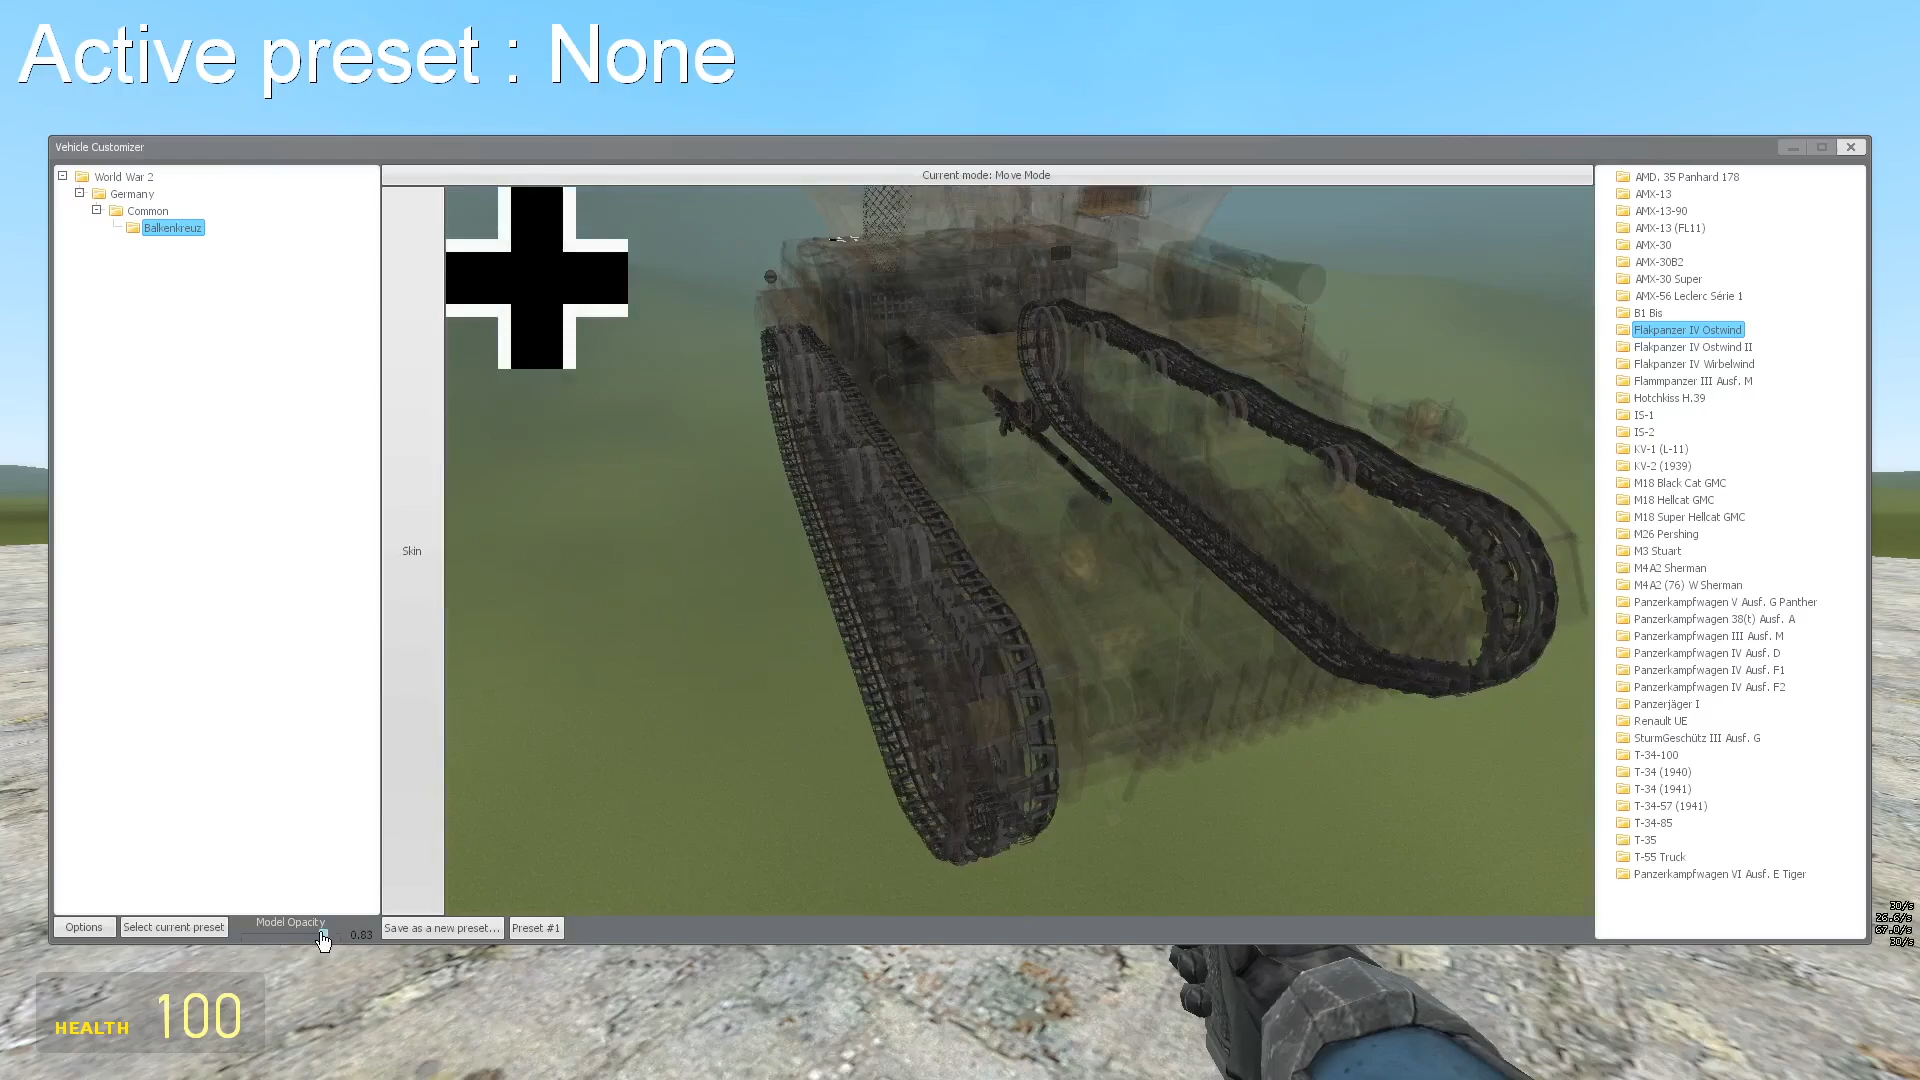 Active preset : None
Vehicle Customizer
World War 2
Germany
Common
Balkenkreuz
Current mode: Move Mode
Skin
AMD. 35 Panhard 178
AMX-13
AMX-13-90
AMX-13 (FL11)
AMX-30
AMX-30B2
AMX-30 Super
AMX-56 Leclerc Série 1
B1 Bis
Flakpanzer IV Ostwind
Flakpanzer IV Ostwind II
Flakpanzer IV Wirbelwind
Flammpanzer III Ausf. M
Hotchkiss H.39
IS-1
IS-2
KV-1 (L-11)
KV-2 (1939)
M18 Black Cat GMC
M18 Hellcat GMC
M18 Super Hellcat GMC
M26 Pershing
M3 Stuart
M4A2 Sherman
M4A2 (76) W Sherman
Panzerkampfwagen V Ausf. G Panther
Panzerkampfwagen 38(t) Ausf. A
Panzerkampfwagen III Ausf. M
Panzerkampfwagen IV Ausf. D
Panzerkampfwagen IV Ausf. F1
Panzerkampfwagen IV Ausf. F2
Panzerjäger I
Renault UE
SturmGeschütz III Ausf. G
T-34-100
T-34 (1940)
T-34 (1941)
T-34-57 (1941)
T-34-85
T-35
T-55 Truck
Panzerkampfwagen VI Ausf. E Tiger
Options
Select current preset
Model Opacity
0.83
Save as a new preset...
Preset #1
30/s
26.6/s
67.0/s
30/s
HEALTH 100